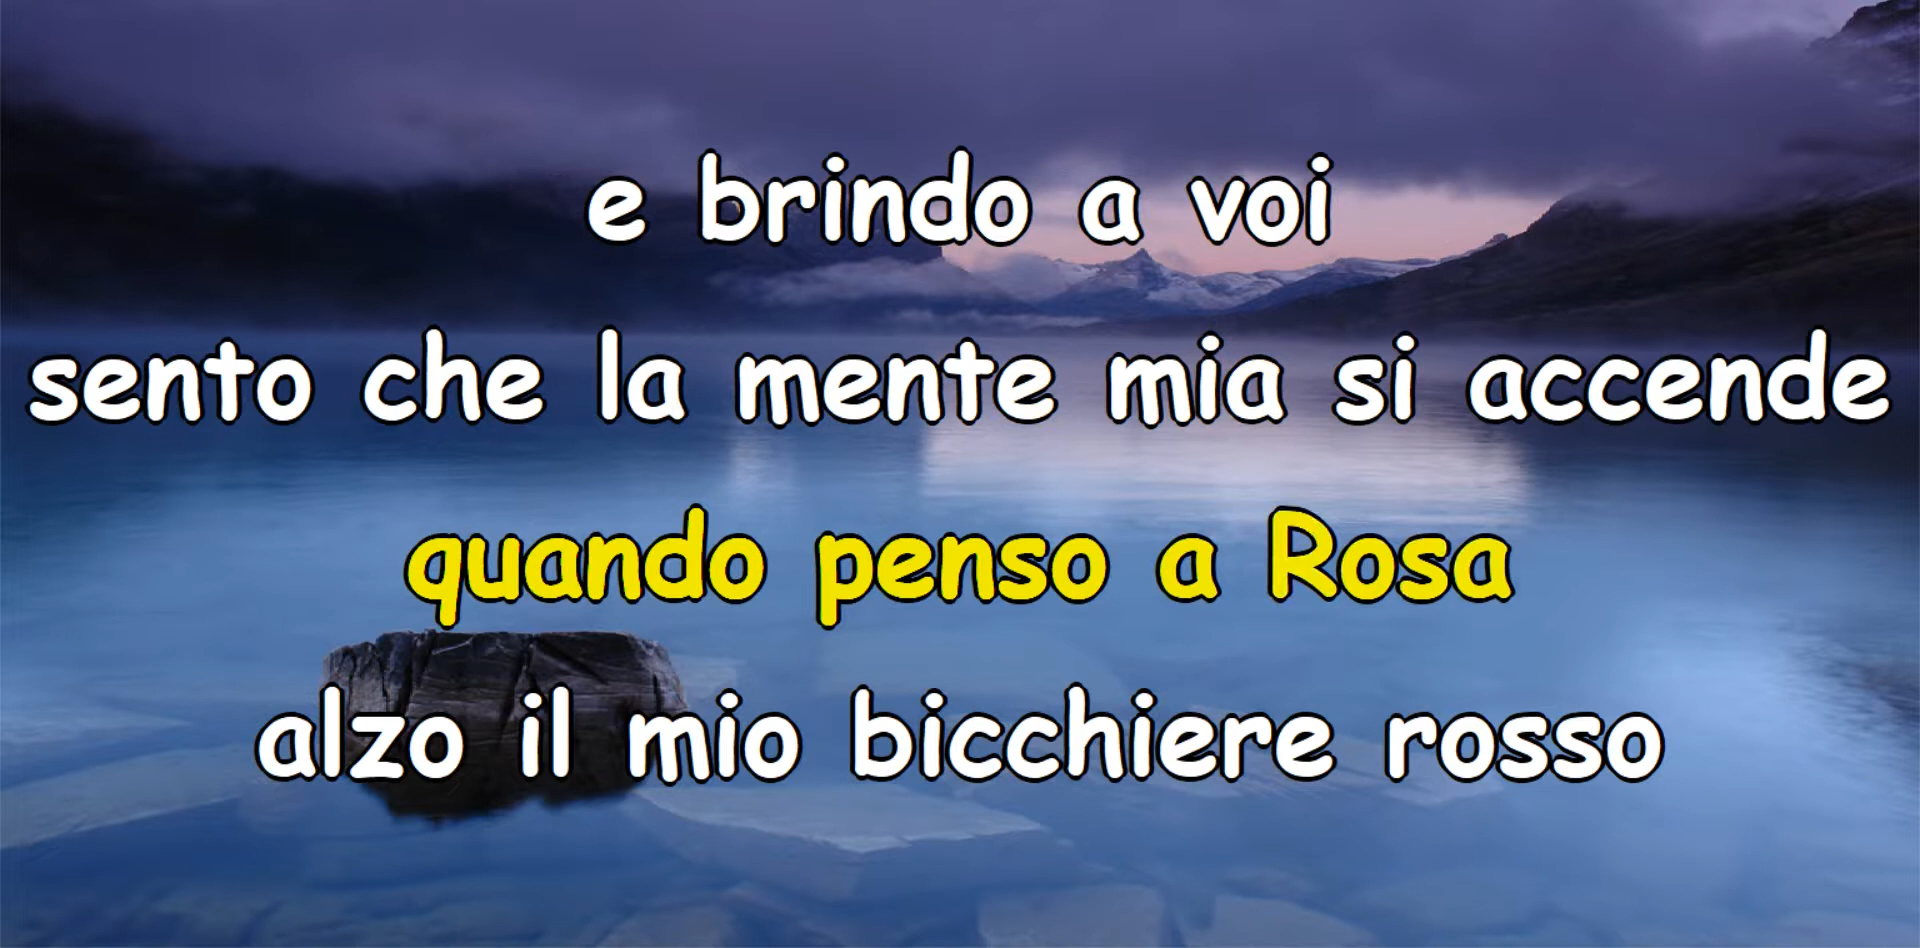 e brindo a voi
sento che la mente mia si accende
quando penso a Rosa
alzo il mio bicchiere rosso